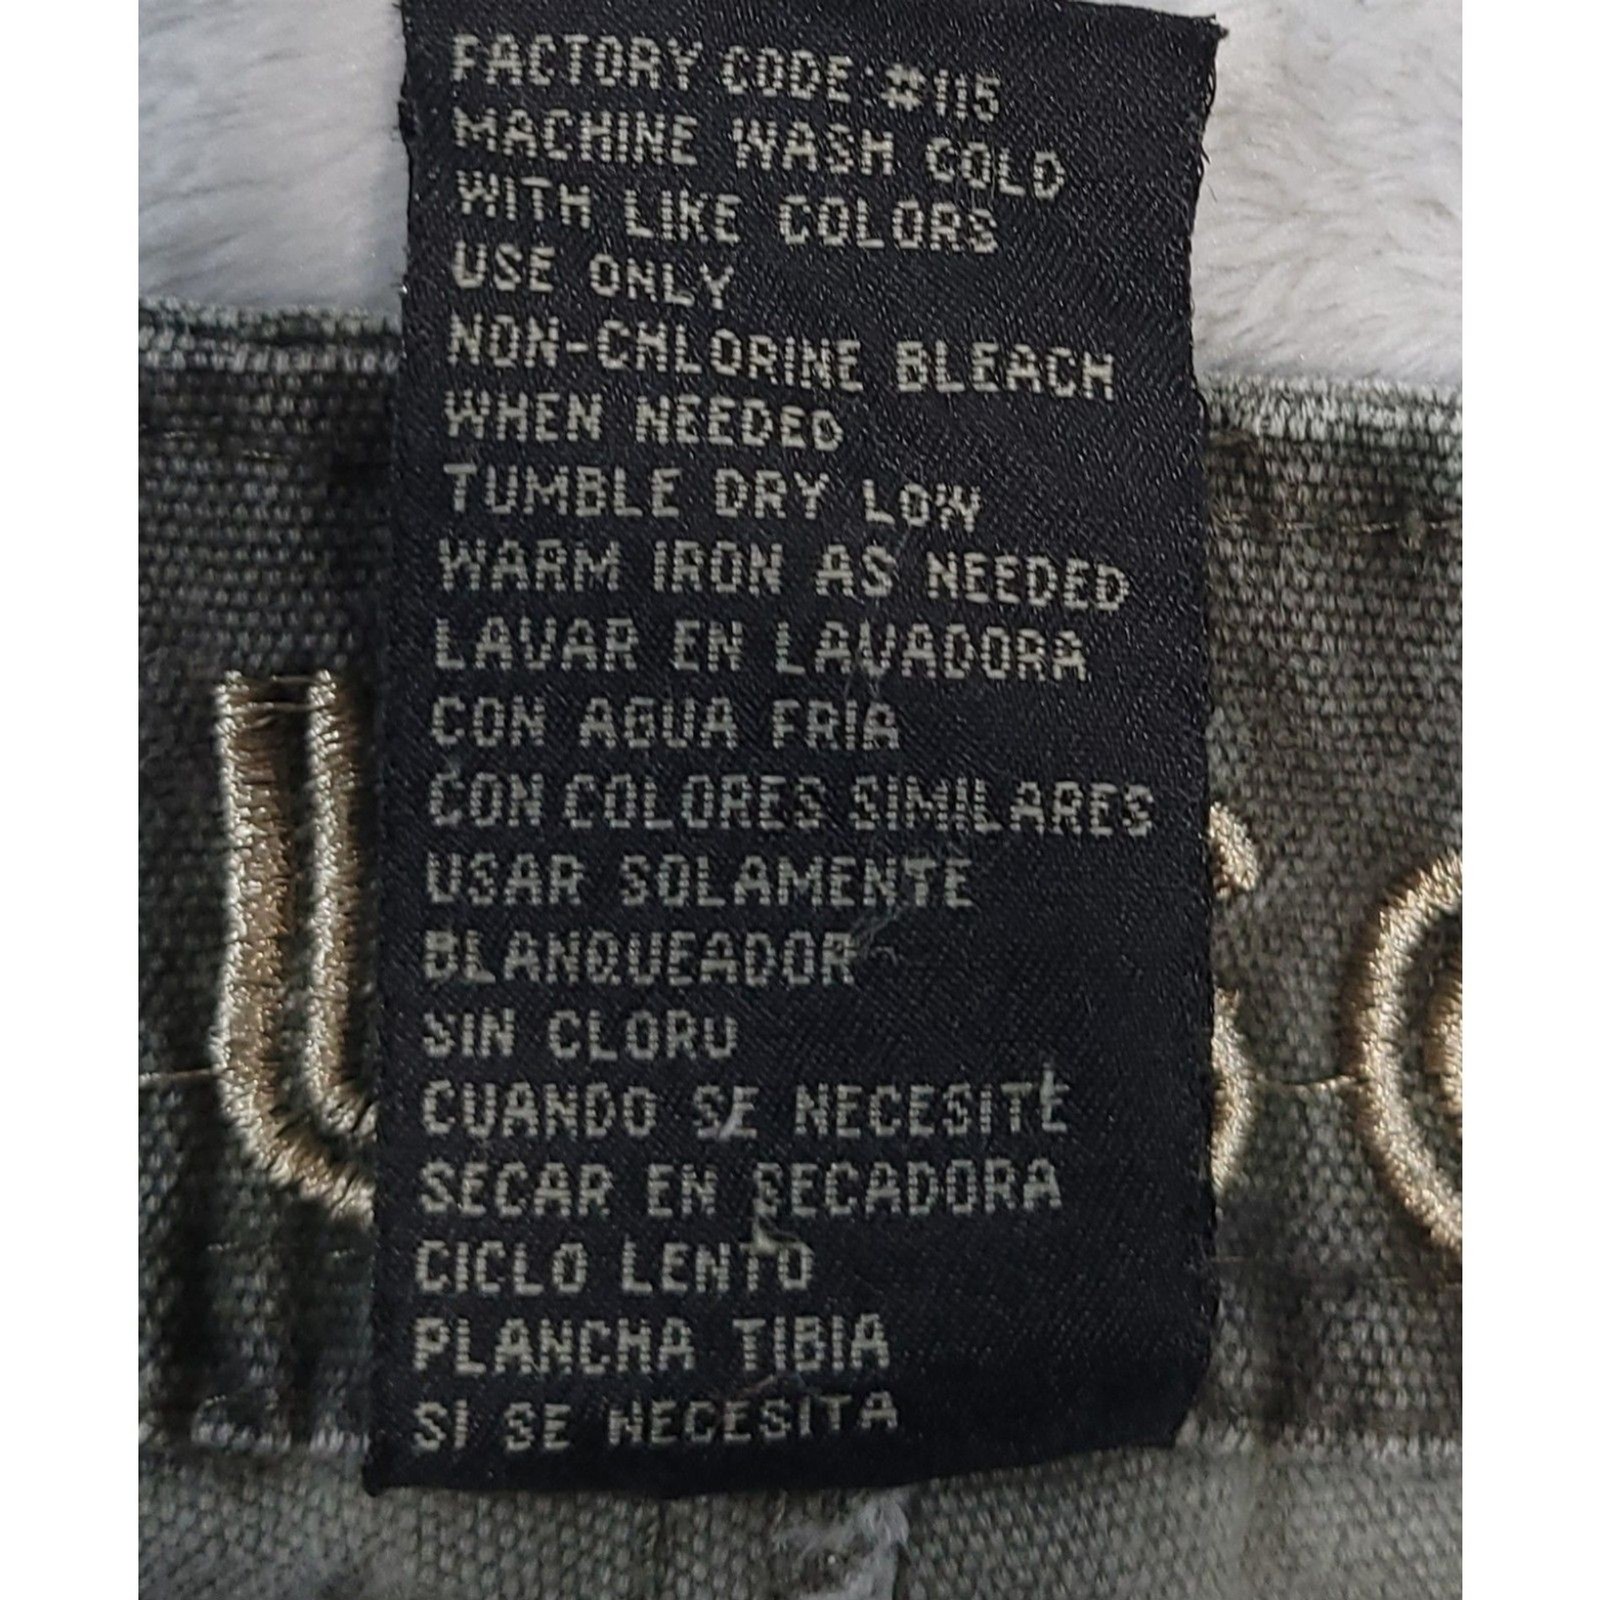 FACTORY CODE #115
MACHINE WASH COLD
WITH LIKE COLORS
USE ONLY
NON-CHLORINE BLEACH
WHEN NEEDED
TUMBLE DRY LOW
WARM IRON AS NEEDED
LAVAR EN LAVADORA
CON AGUA FRIA
CON COLORES SIMILARES
USAR SOLAMENTE
BLANQUEADOR
SIN CLORO
CUANDO SE NECESITE
SECAR EN SECADORA
CICLO LENTO
PLANCHA TIBIA
SI SE NECESITA